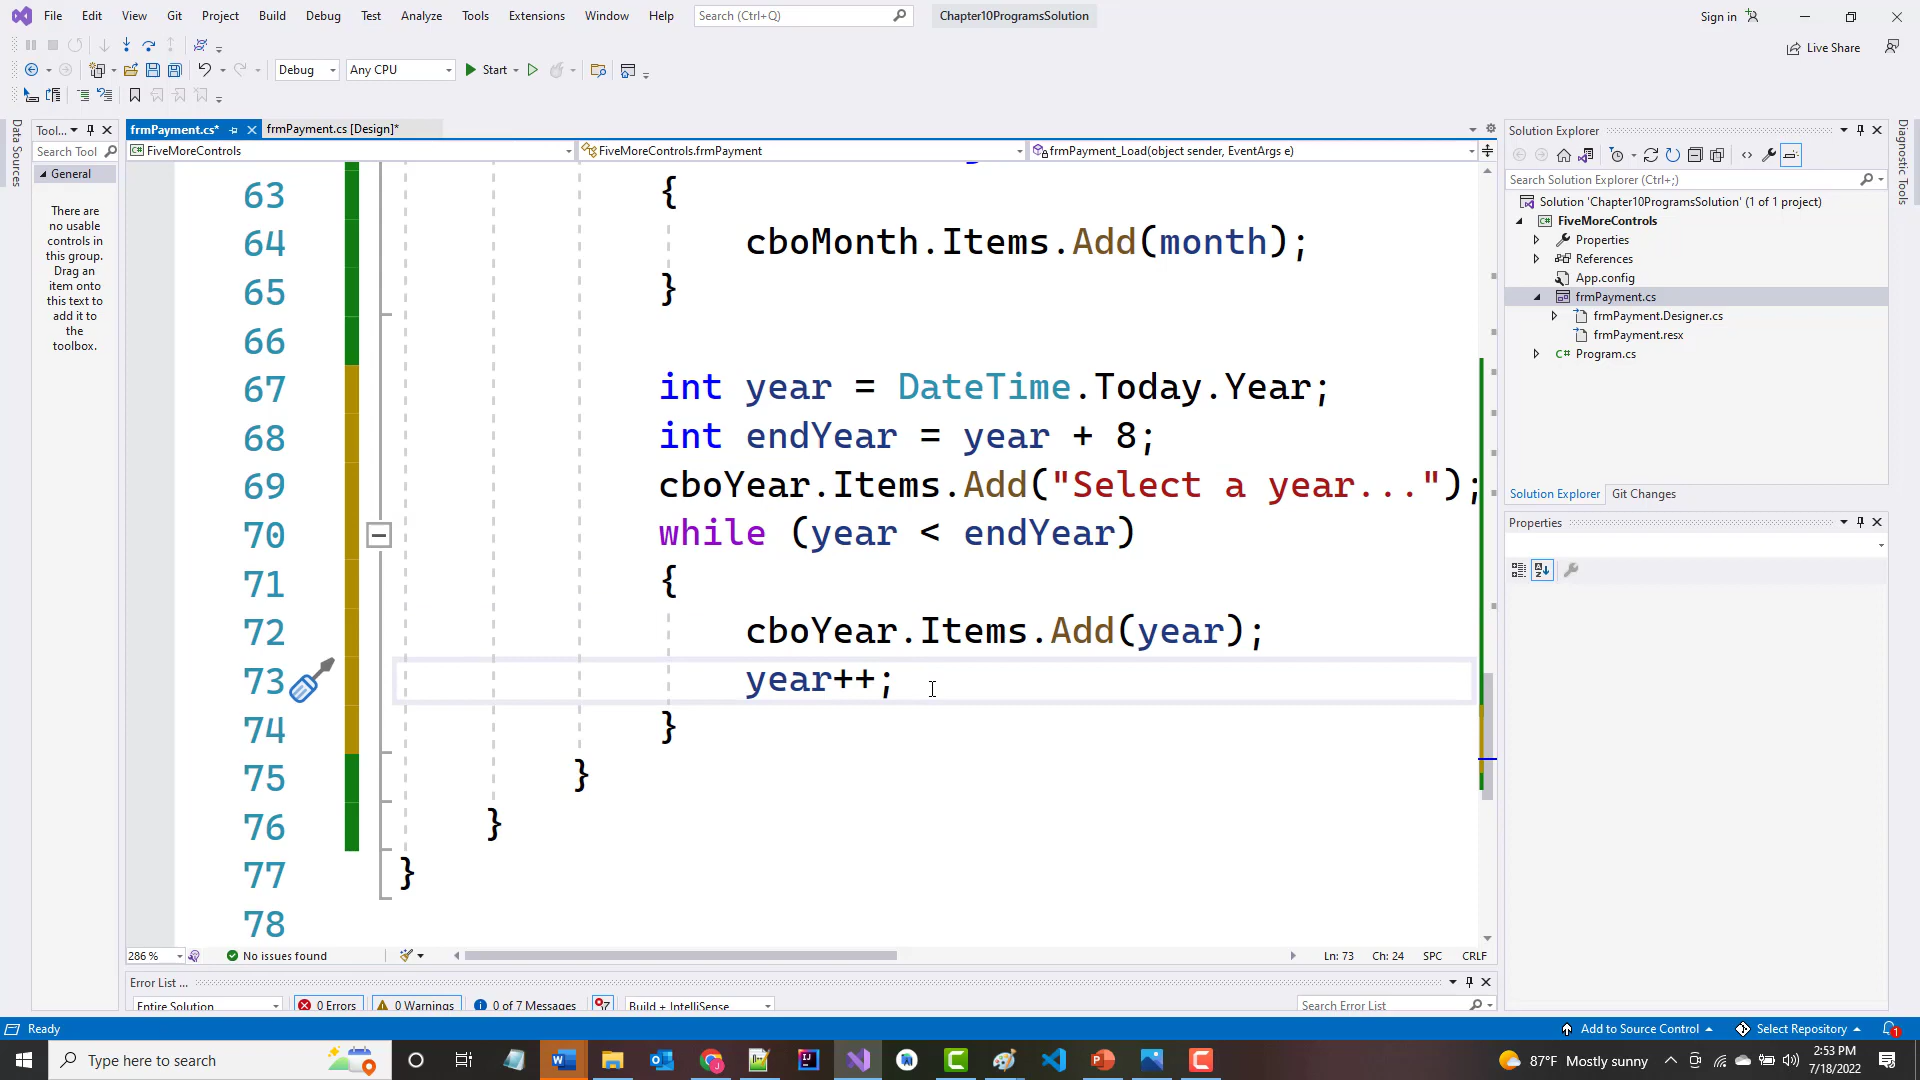 File Edit View Git Project Build Debug Test Analyze Tools Extensions Window Help Search (Ctrl+Q) Chapter10ProgramsSolution Sign in
Live Share
Debug Any CPU Start
Data Sources
Tool...
Search Tool
General
There are
no usable
controls in
this group.
Drag an
item onto
this text to
add it to
the
toolbox.
frmPayment.cs* frmPayment.cs [Design]*
FiveMoreControls FiveMoreControls.frmPayment frmPayment_Load(object sender, EventArgs e)
63 {
64 cboMonth.Items.Add(month);
65 }
66
67 int year = DateTime.Today.Year;
68 int endYear = year + 8;
69 cboYear.Items.Add("Select a year...");
70 while (year < endYear)
71 {
72 cboYear.Items.Add(year);
73 year++;
74 }
75 }
76 }
77 }
78
286 % No issues found Ln: 73 Ch: 24 SPC CRLF
Error List ...
Entire Solution 0 Errors 0 Warnings 0 of 7 Messages Build + IntelliSense Search Error List
Solution Explorer
Search Solution Explorer (Ctrl+;)
Solution 'Chapter10ProgramsSolution' (1 of 1 project)
FiveMoreControls
Properties
References
App.config
frmPayment.cs
frmPayment.Designer.cs
frmPayment.resx
Program.cs
Solution Explorer Git Changes
Properties
Diagnostic Tools
Ready Add to Source Control Select Repository 1
Type here to search 87°F Mostly sunny 2:53 PM
7/18/2022